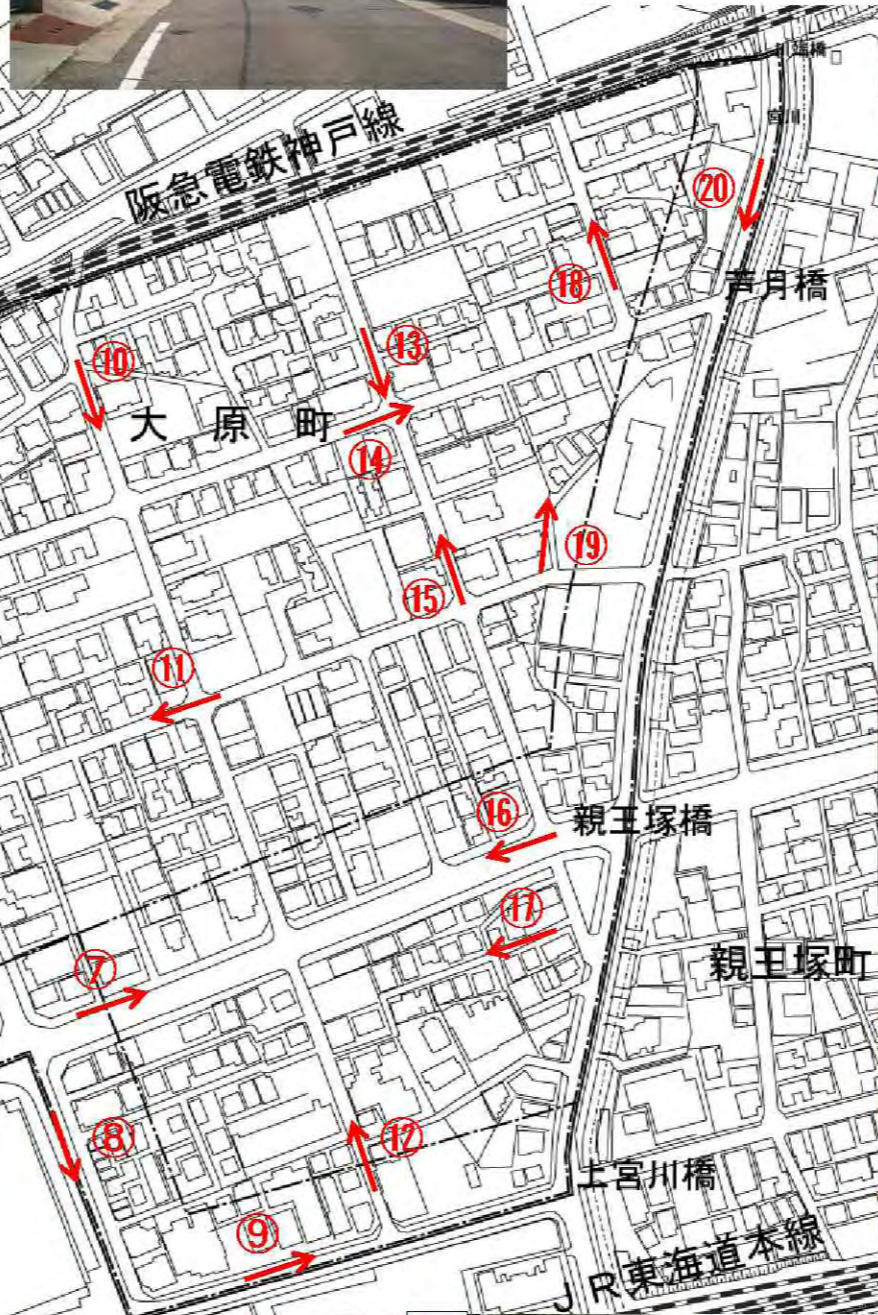 宮川
阪急電鉄神戸線
⑳
芦月橋
⑱
⑬
⑩
大原町
⑭
⑲
⑮
⑪
⑯
親王塚橋
⑰
親王塚町
⑦
⑧
⑫
上宮川橋
⑨
JR東海道本線